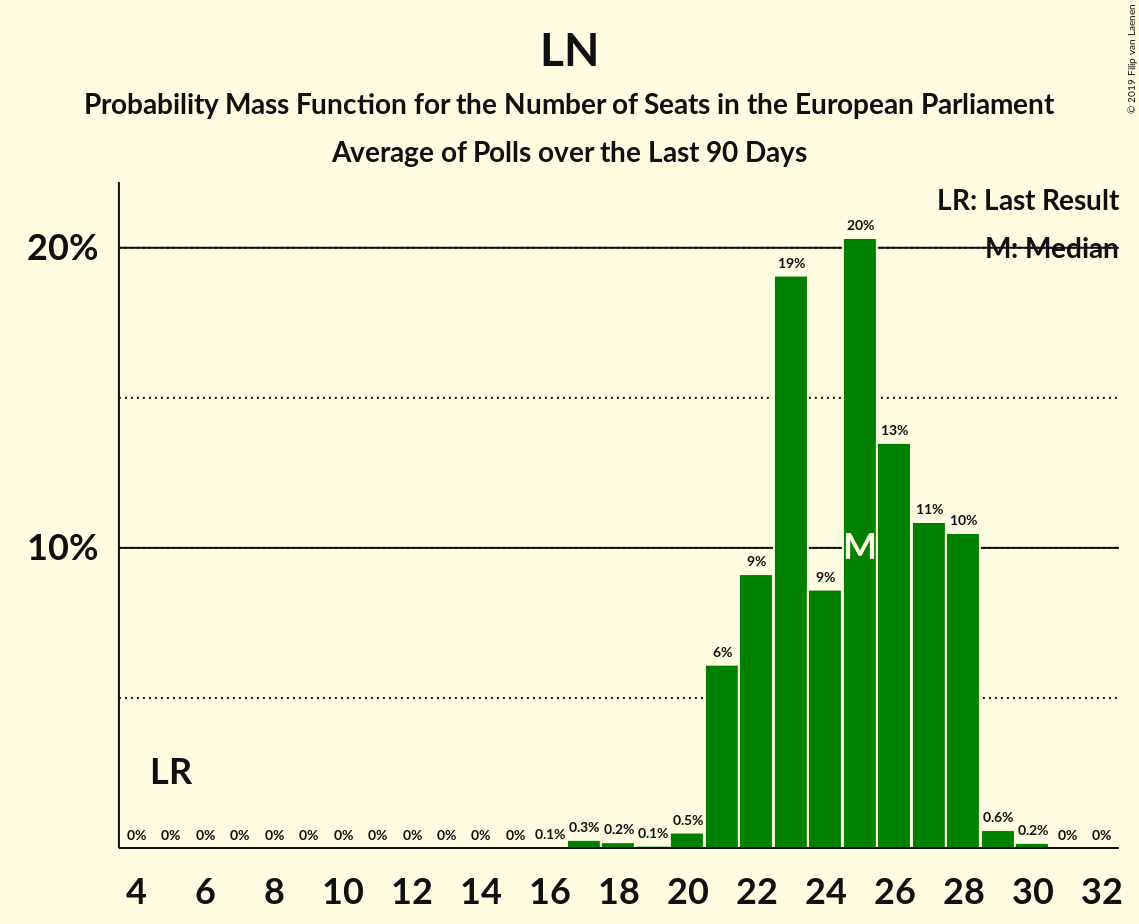 LN
Probability Mass Function for the Number of Seats in the European Parliament
Average of Polls over the Last 90 Days
© 2019 Filip van Laenen
LR: Last Result
M: Median
20%
10%
20%
19%
13%
11%
10%
9%
9%
6%
M
LR
0% 0% 0% 0% 0% 0% 0% 0% 0% 0% 0% 0% 0.1% 0.3% 0.2% 0.1% 0.5% 0.6% 0.2% 0% 0%
4 6 8 10 12 14 16 18 20 22 24 26 28 30 32